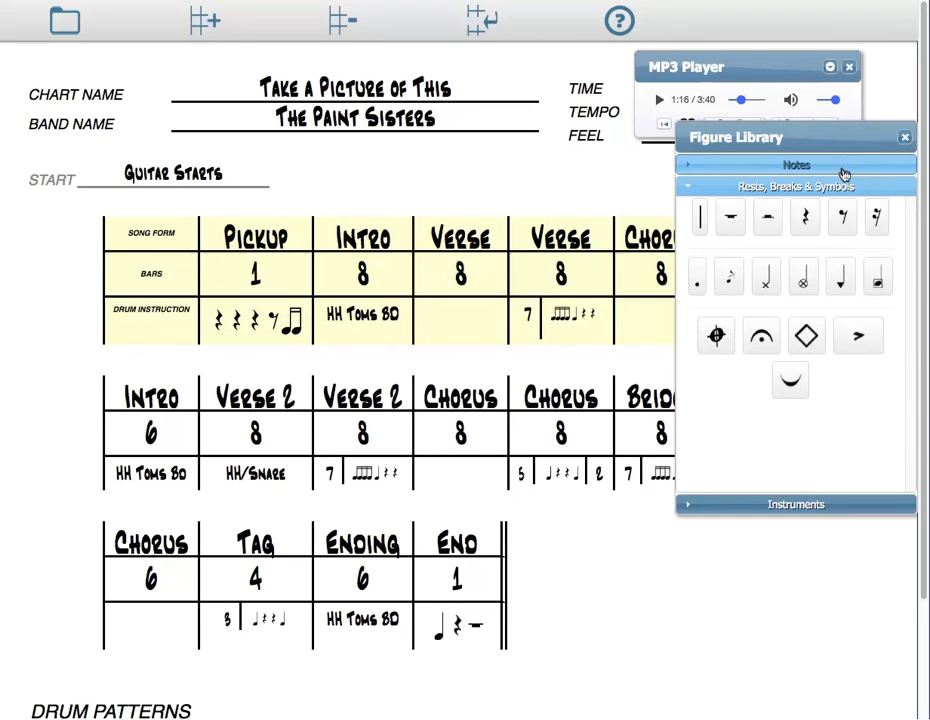 CHART NAME Take a Picture of This TIME
BAND NAME The Paint Sisters TEMPO
FEEL
START Guitar Starts
MP3 Player
1:16 / 3:40
Figure Library
Notes
Rests, Breaks & Symbols
Instruments
SONG FORM Pickup Intro Verse Verse Chor
BARS 1 8 8 8 8
DRUM INSTRUCTION HH Toms BD 7
Intro Verse 2 Verse 2 Chorus Chorus Brid
6 8 8 8 8 8
HH Toms BD HH/Snare 7 5 2 7
Chorus Tag Ending End
6 4 6 1
3 HH Toms BD
DRUM PATTERNS